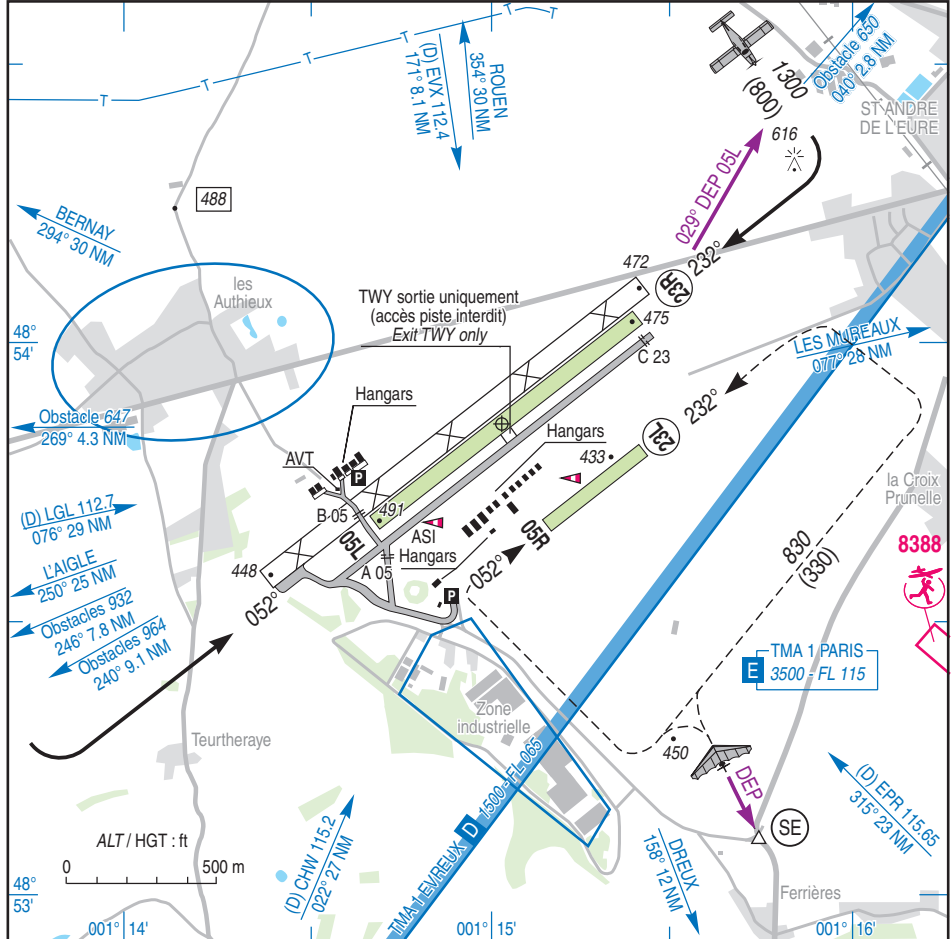 (D) EVX 112.4
171° 8.1 NM
ROUEN
354° 30 NM
1300
(800)
Obstacle 650
040° 2.8 NM
ST ANDRE
DE L'EURE
616
029° DEP 05L
488
BERNAY
294° 30 NM
les
Authieux
TWY sortie uniquement
(accès piste interdit)
Exit TWY only
472
23R
232°
475
C 23
48°
54'
LES MUREAUX
077° 28 NM
Hangars
Obstacle 647
269° 4.3 NM
232°
23L
Hangars
433
AVT
P
la Croix
Prunelle
(D) LGL 112.7
076° 29 NM
B 05
491
05L
ASI
Hangars
05R
052°
A 05
448
052°
P
830
(330)
8388
L'AIGLE
250° 25 NM
Obstacles 932
246° 7.8 NM
Obstacles 964
240° 9.1 NM
TMA 1 PARIS
E
3500 - FL 115
Zone
industrielle
Teurtheraye
450
DEP
SE
(D) EPR 115.65
315° 23 NM
TMA 1 EVREUX D 1500 - FL 065
ALT / HGT : ft
0
500 m
(D) CHW 115.2
022° 27 NM
DREUX
158° 12 NM
Ferrières
48°
53'
001° 14'
001° 15'
001° 16'
T
T
T
T
T